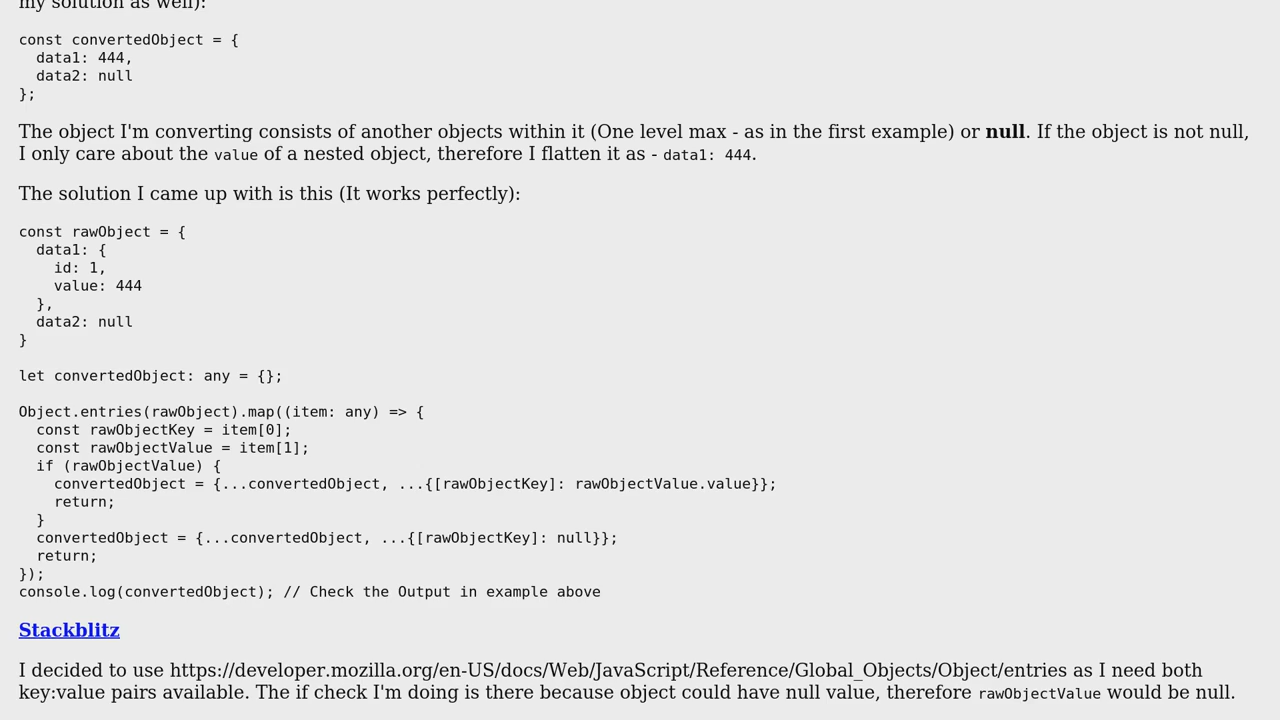 my solution as well):
const convertedObject = {
  data1: 444,
  data2: null
};
The object I'm converting consists of another objects within it (One level max - as in the first example) or null. If the object is not null,
I only care about the value of a nested object, therefore I flatten it as - data1: 444.
The solution I came up with is this (It works perfectly):
const rawObject = {
  data1: {
    id: 1,
    value: 444
  },
  data2: null
}
let convertedObject: any = {};
Object.entries(rawObject).map((item: any) => {
  const rawObjectKey = item[0];
  const rawObjectValue = item[1];
  if (rawObjectValue) {
    convertedObject = {...convertedObject, ...{[rawObjectKey]: rawObjectValue.value}};
    return;
  }
  convertedObject = {...convertedObject, ...{[rawObjectKey]: null}};
  return;
});
console.log(convertedObject); // Check the Output in example above
Stackblitz
I decided to use https://developer.mozilla.org/en-US/docs/Web/JavaScript/Reference/Global_Objects/Object/entries as I need both
key:value pairs available. The if check I'm doing is there because object could have null value, therefore rawObjectValue would be null.